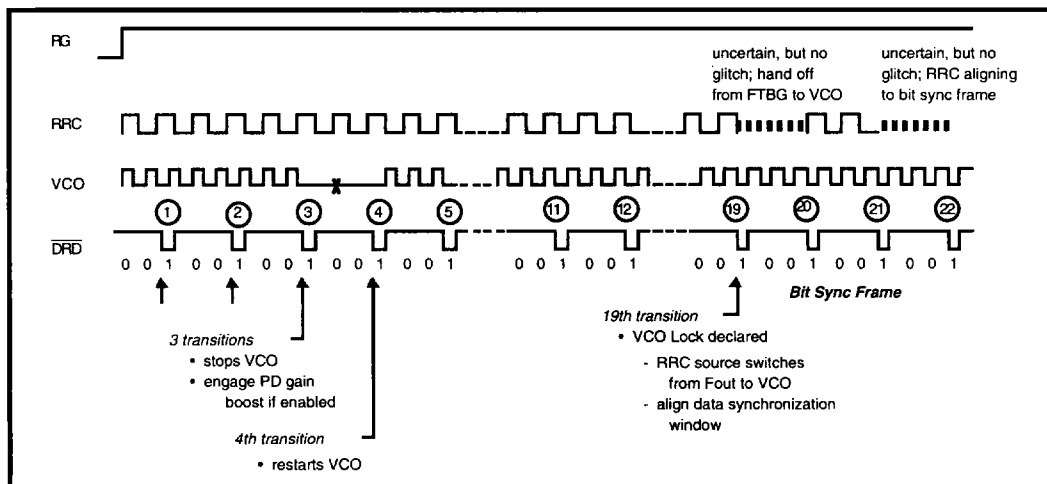 RG
uncertain, but no glitch; hand off from FTBG to VCO
uncertain, but no glitch; RRC aligning to bit sync frame
RRC
VCO
1 2 3 4 5 11 12 19 20 21 22
DRD
0 0 1 0 0 1 0 0 1 0 0 1 0 0 1 0 0 1 0 0 1 0 0 1 0 0 1 0 0 1 0 0 1
Bit Sync Frame
3 transitions
• stops VCO
• engage PD gain
boost if enabled
4th transition
• restarts VCO
19th transition
• VCO Lock declared
- RRC source switches
from Fout to VCO
- align data synchronization
window